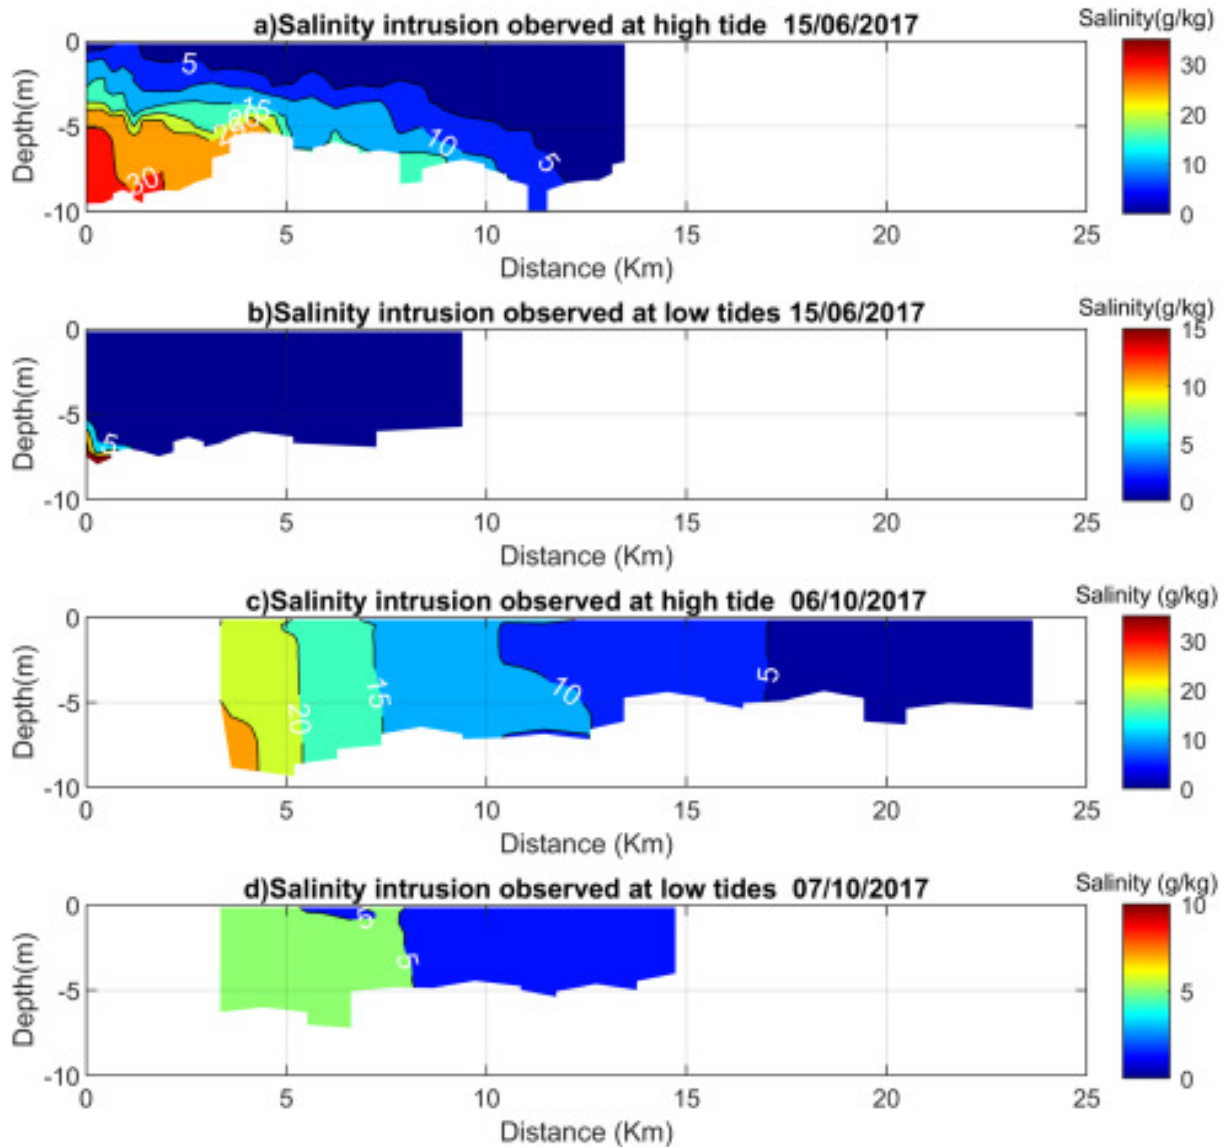 a)Salinity intrusion oberved at high tide 15/06/2017
Salinity(g/kg)
0
-5
-10
Depth(m)
5
15
20
25
30
10
5
0 5 10 15 20 25
Distance (Km)
30
20
10
0
b)Salinity intrusion observed at low tides 15/06/2017
Salinity(g/kg)
0
-5
-10
Depth(m)
5
0 5 10 15 20 25
Distance (Km)
15
10
5
0
c)Salinity intrusion observed at high tide 06/10/2017
Salinity (g/kg)
0
-5
-10
Depth(m)
20
15
10
5
0 5 10 15 20 25
Distance (Km)
30
20
10
0
d)Salinity intrusion observed at low tides 07/10/2017
Salinity (g/kg)
0
-5
-10
Depth(m)
5
5
0 5 10 15 20 25
Distance (Km)
10
5
0